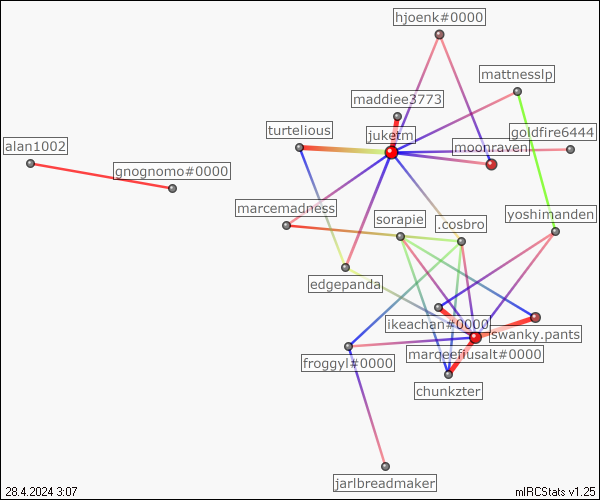 hjoenk#0000
mattnesslp
maddiee3773
turtelious
juketm
goldfire6444
alan1002
moonraven
gnognomo#0000
marcemadness
sorapie
.cosbro
yoshimanden
edgepanda
ikeachan#0000
swanky.pants
marqeefiusalt#0000
froggyl#0000
chunkzter
jarlbreadmaker
28.4.2024 3:07
mIRCStats v1.25